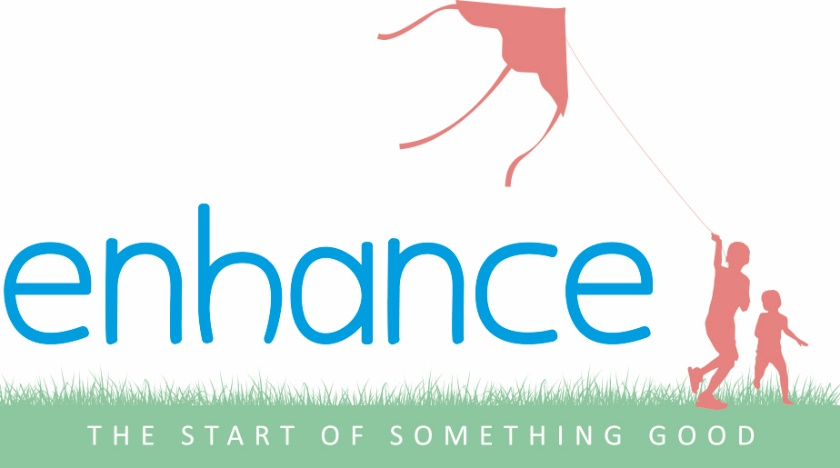 enhance
THE START OF SOMETHING GOOD